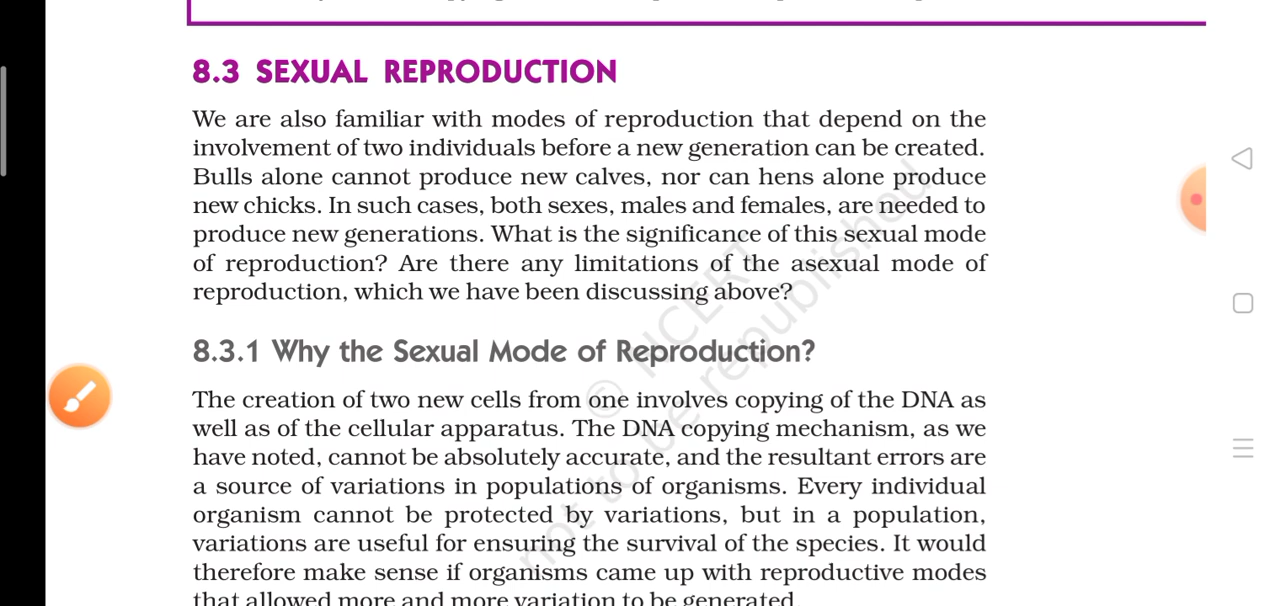 8.3 SEXUAL REPRODUCTION
We are also familiar with modes of reproduction that depend on the
involvement of two individuals before a new generation can be created.
Bulls alone cannot produce new calves, nor can hens alone produce
new chicks. In such cases, both sexes, males and females, are needed to
produce new generations. What is the significance of this sexual mode
of reproduction? Are there any limitations of the asexual mode of
reproduction, which we have been discussing above?
8.3.1 Why the Sexual Mode of Reproduction?
The creation of two new cells from one involves copying of the DNA as
well as of the cellular apparatus. The DNA copying mechanism, as we
have noted, cannot be absolutely accurate, and the resultant errors are
a source of variations in populations of organisms. Every individual
organism cannot be protected by variations, but in a population,
variations are useful for ensuring the survival of the species. It would
therefore make sense if organisms came up with reproductive modes
that allowed more and more variation to be generated.
© NCERT
not to be republished